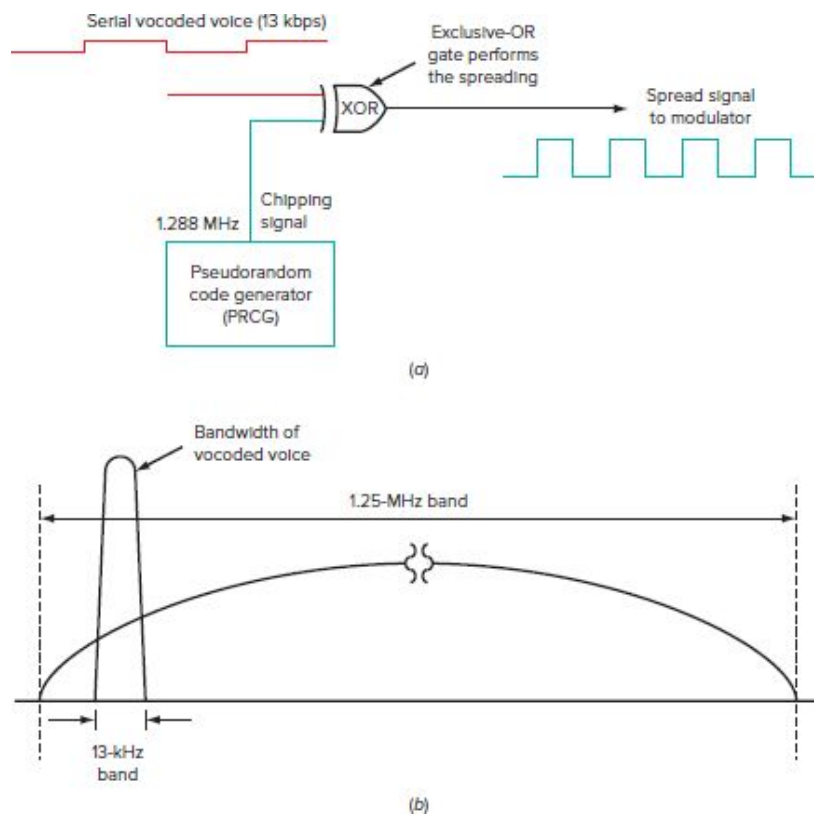 Serial vocoded voice (13 kbps)
Exclusive-OR
gate performs
the spreading
XOR
Spread signal
to modulator
Chipping
signal
1.288 MHz
Pseudorandom
code generator
(PRCG)
(a)
Bandwidth of
vocoded voice
1.25-MHz band
13-kHz
band
(b)